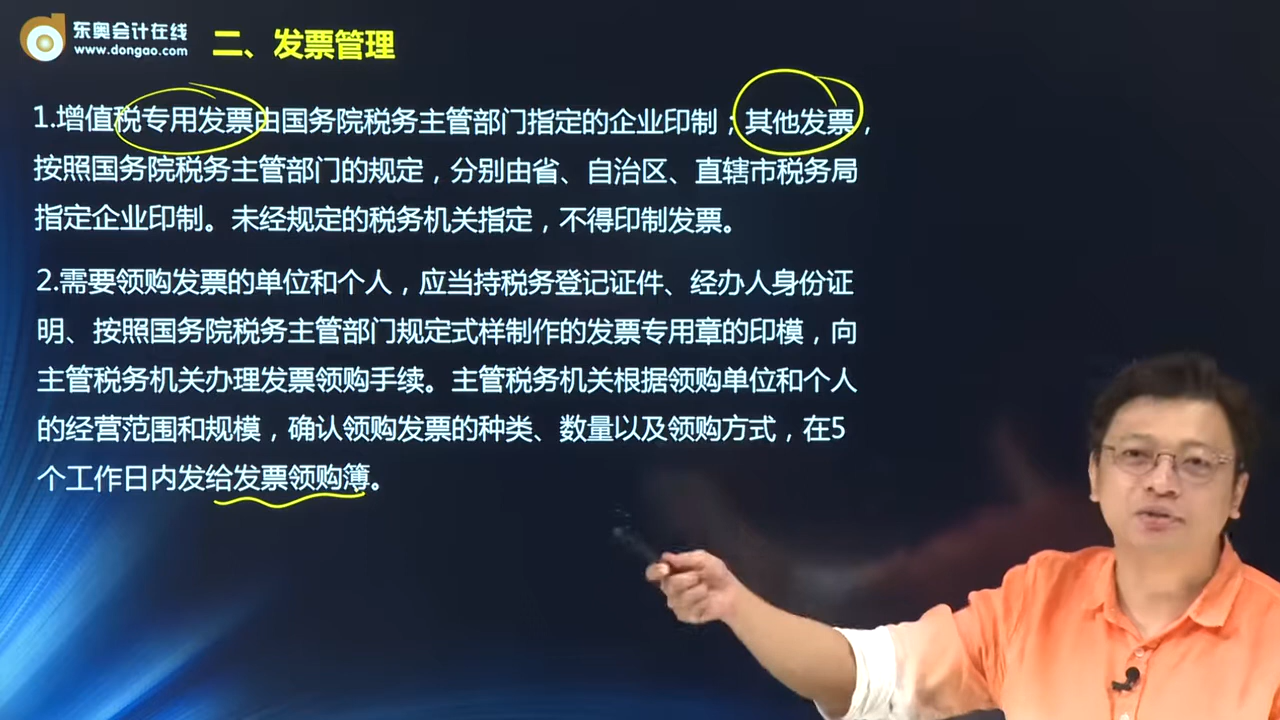 东奥会计在线
www.dongao.com
二、发票管理
1.增值税专用发票由国务院税务主管部门指定的企业印制；其他发票，
按照国务院税务主管部门的规定，分别由省、自治区、直辖市税务局
指定企业印制。未经规定的税务机关指定，不得印制发票。
2.需要领购发票的单位和个人，应当持税务登记证件、经办人身份证
明、按照国务院税务主管部门规定式样制作的发票专用章的印模，向
主管税务机关办理发票领购手续。主管税务机关根据领购单位和个人
的经营范围和规模，确认领购发票的种类、数量以及领购方式，在5
个工作日内发给发票领购簿。